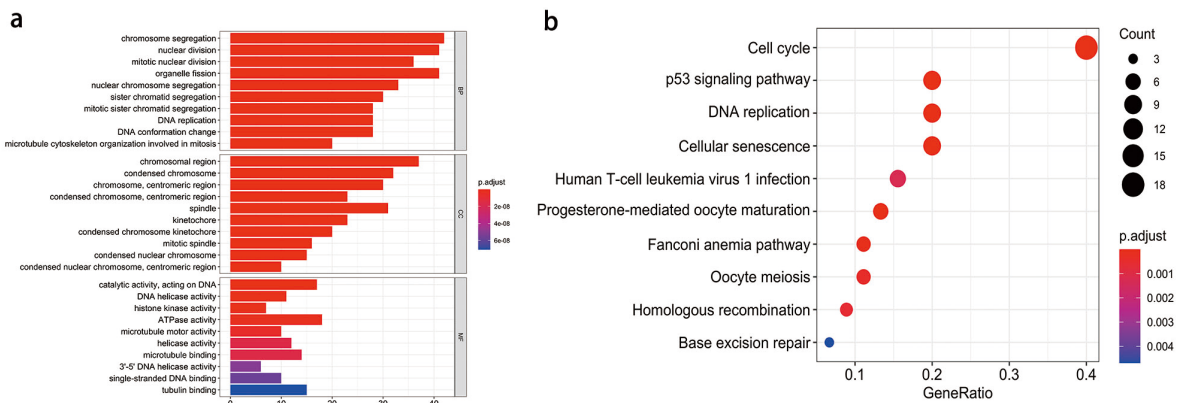 a
chromosome segregation
nuclear division
mitotic nuclear division
organelle fission
nuclear chromosome segregation
sister chromatid segregation
mitotic sister chromatid segregation
DNA replication
DNA conformation change
microtubule cytoskeleton organization involved in mitosis
BP
chromosomal region
condensed chromosome
chromosome, centromeric region
condensed chromosome, centromeric region
spindle
kinetochore
condensed chromosome kinetochore
mitotic spindle
condensed nuclear chromosome
condensed nuclear chromosome, centromeric region
CC
catalytic activity, acting on DNA
DNA helicase activity
histone kinase activity
ATPase activity
microtubule motor activity
helicase activity
microtubule binding
3'-5' DNA helicase activity
single-stranded DNA binding
tubulin binding
MF
0 10 20 30 40
p.adjust
2e-08
4e-08
6e-08
b
Cell cycle
p53 signaling pathway
DNA replication
Cellular senescence
Human T-cell leukemia virus 1 infection
Progesterone-mediated oocyte maturation
Fanconi anemia pathway
Oocyte meiosis
Homologous recombination
Base excision repair
0.1 0.2 0.3 0.4
GeneRatio
Count
3
6
9
12
15
18
p.adjust
0.001
0.002
0.003
0.004